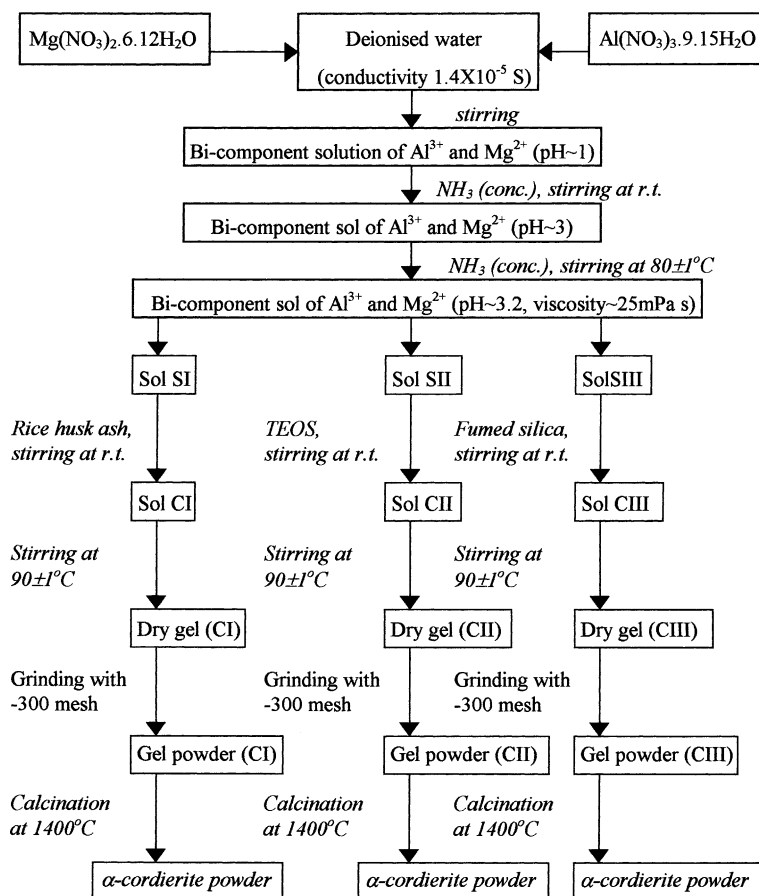 Mg(NO₃)₂.6.12H₂O
Deionised water
(conductivity 1.4X10⁻⁵ S)
Al(NO₃)₃.9.15H₂O
stirring
Bi-component solution of Al³⁺ and Mg²⁺ (pH~1)
NH₃ (conc.), stirring at r.t.
Bi-component sol of Al³⁺ and Mg²⁺ (pH~3)
NH₃ (conc.), stirring at 80±1°C
Bi-component sol of Al³⁺ and Mg²⁺ (pH~3.2, viscosity~25mPa s)
Sol SI
Sol SII
SolSIII
Rice husk ash,
stirring at r.t.
TEOS,
stirring at r.t.
Fumed silica,
stirring at r.t.
Sol CI
Sol CII
Sol CIII
Stirring at
90±1°C
Stirring at
90±1°C
Stirring at
90±1°C
Dry gel (CI)
Dry gel (CII)
Dry gel (CIII)
Grinding with
-300 mesh
Grinding with
-300 mesh
Grinding with
-300 mesh
Gel powder (CI)
Gel powder (CII)
Gel powder (CIII)
Calcination
at 1400°C
Calcination
at 1400°C
Calcination
at 1400°C
α-cordierite powder
α-cordierite powder
α-cordierite powder